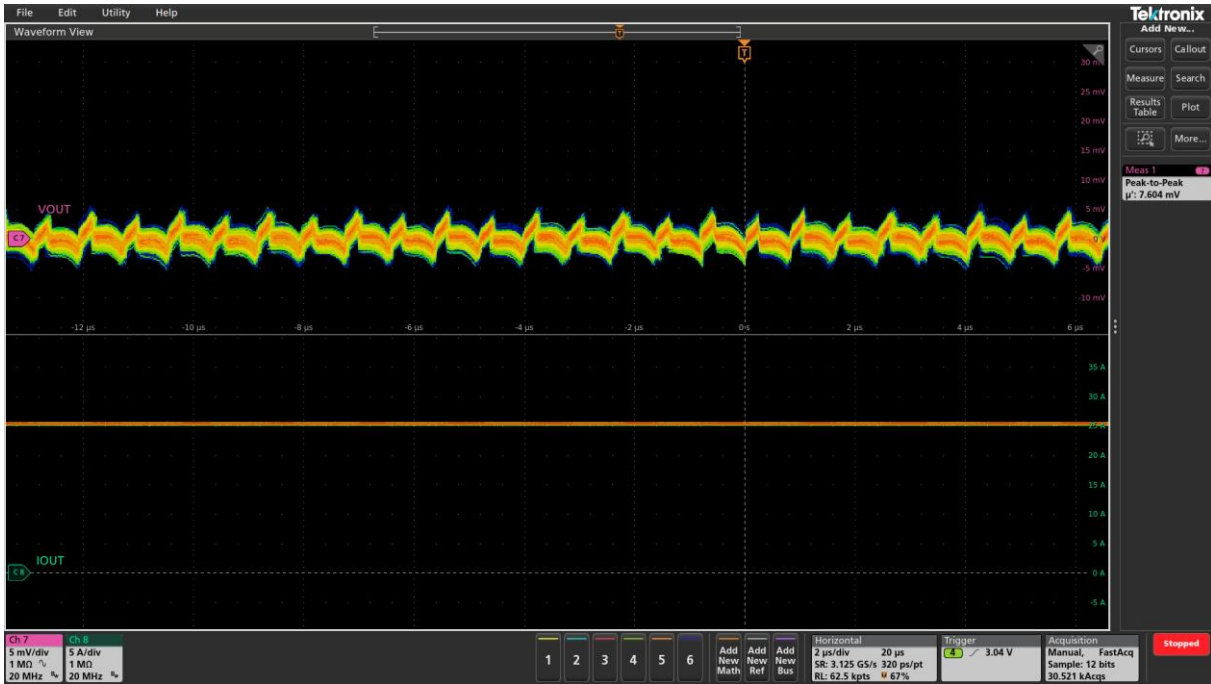 File Edit Utility Help
Tektronix
Waveform View
Add New...
Cursors Callout
Measure Search
Results Table Plot
More...
Meas 1 7
Peak-to-Peak
µ': 7.604 mV
T
T
30 mV
25 mV
20 mV
15 mV
10 mV
5 mV
0 V
-5 mV
-10 mV
VOUT
C7
-12 µs -10 µs -8 µs -6 µs -4 µs -2 µs 0 s 2 µs 4 µs 6 µs
35 A
30 A
25 A
20 A
15 A
10 A
5 A
0 A
-5 A
IOUT
C8
Ch 7
5 mV/div
1 MΩ
20 MHz
Ch 8
5 A/div
1 MΩ
20 MHz
1 2 3 4 5 6
Add New Math
Add New Ref
Add New Bus
Horizontal
2 µs/div 20 µs
SR: 3.125 GS/s 320 ps/pt
RL: 62.5 kpts 67%
Trigger
4 3.04 V
Acquisition
Manual, FastAcq
Sample: 12 bits
30.521 kAcqs
Stopped